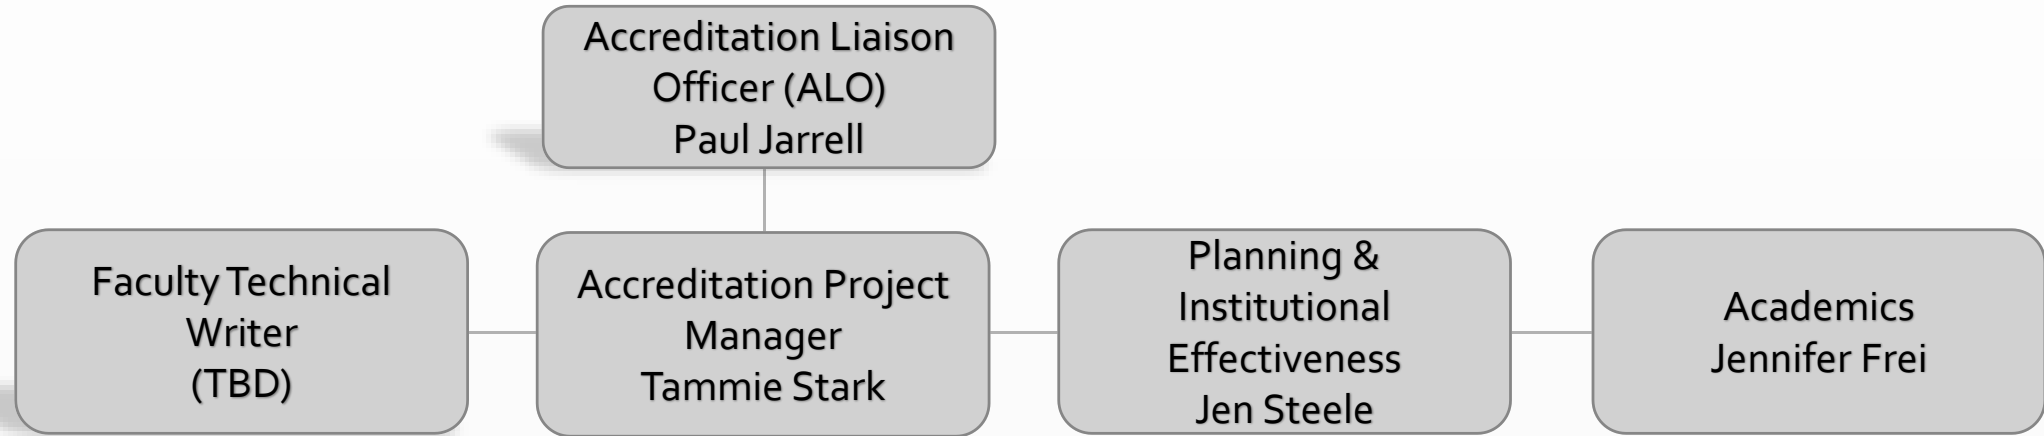 Accreditation Liaison
Officer (ALO)
Paul Jarrell
Faculty Technical
Writer
(TBD)
Accreditation Project
Manager
Tammie Stark
Planning &
Institutional
Effectiveness
Jen Steele
Academics
Jennifer Frei